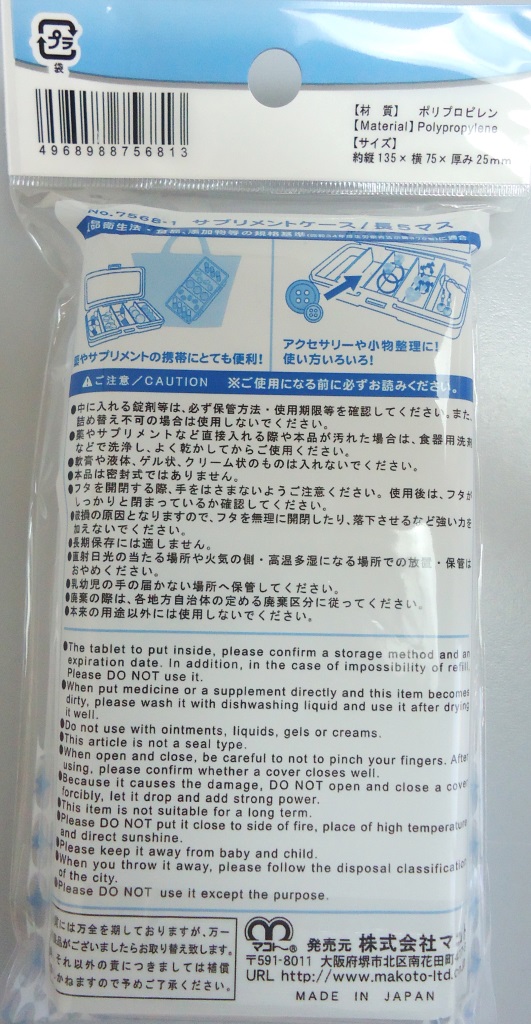 プラ
袋
4968988756813
【材 質】 ポリプロピレン
【Material】Polypropylene
【サイズ】
約縦135×横75×厚み25mm
No.7568-1 サプリメントケース/長5マス
衛生法・食品、添加物等の規格基準
に適合
薬やサプリメントの携帯にとても便利!
アクセサリーや小物整理に!
使い方いろいろ!
ご注意/CAUTION ※ご使用になる前に必ずお読みください。
●中に入れる錠剤等は、必ず保管方法・使用期限等を確認してください。また、
詰め替え不可の場合は使用しないでください。
●薬やサプリメントなど直接入れる際や本品が汚れた場合は、食器用洗剤
などで洗浄し、よく乾かしてからご使用ください。
●軟膏や液体、ゲル状、クリーム状のものは入れないでください。
●本品は密封式ではありません。
●フタを開閉する際、手をはさまないようご注意ください。使用後は、フタが
しっかりと閉まっているか確認してください。
●破損の原因となりますので、フタを無理に開閉したり、落下させるなど強い力を
加えないでください。
●長期保存には適しません。
●直射日光の当たる場所や火気の側・高温多湿になる場所での放置・保管は
おやめください。
●乳幼児の手の届かない場所へ保管してください。
●廃棄の際は、各地方自治体の定める廃棄区分に従ってください。
●本来の用途以外には使用しないでください。
●The tablet to put inside, please confirm a storage method and an
expiration date. In addition, in the case of impossibility of refill,
Please DO NOT use it.
●When put medicine or a supplement directly and this item becomes
dirty, please wash it with dishwashing liquid and use it after drying
it well.
●Do not use with ointments, liquids, gels or creams.
●This article is not a seal type.
●When open and close, be careful to not to pinch your fingers. After
using, please confirm whether a cover closes well.
●Because it causes the damage, DO NOT open and close a cover
forcibly, let it drop and add strong power.
●This item is not suitable for a long term.
●Please DO NOT put it close to side of fire, place of high temperature
and direct sunshine.
●Please keep it away from baby and child.
●When you throw it away, please follow the disposal classification
of the city.
●Please DO NOT use it except the purpose.
には万全を期しておりますが、万一
品がございましたらお取り替え致します。
それ以外の責につきましては補償
かねますので予めご了承ください。
マコトー® 発売元 株式会社マコト
〒591-8011 大阪府堺市北区南花田町
URL http://www.makoto-ltd.c
MADE IN JAPAN